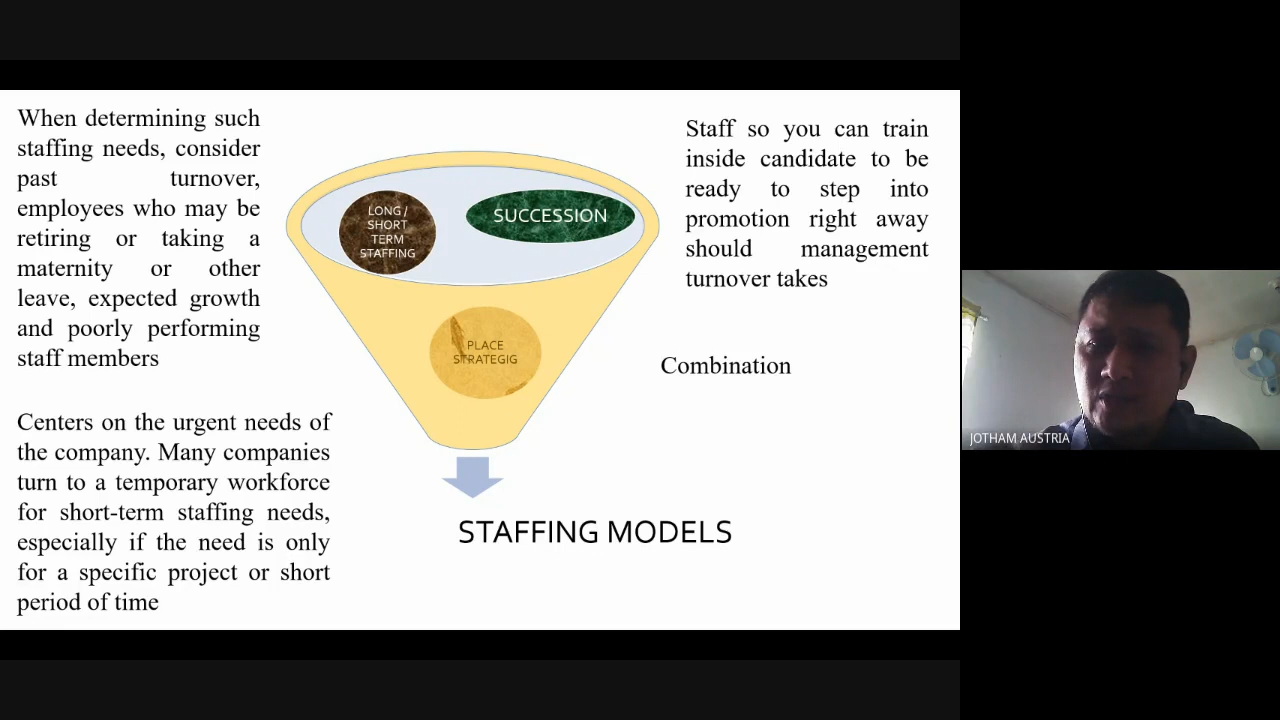 When determining such
staffing needs, consider
past turnover,
employees who may be
retiring or taking a
maternity or other
leave, expected growth
and poorly performing
staff members
Centers on the urgent needs of
the company. Many companies
turn to a temporary workforce
for short-term staffing needs,
especially if the need is only
for a specific project or short
period of time
LONG /
SHORT
TERM
STAFFING
SUCCESSION
PLACE
STRATEGIG
STAFFING MODELS
Staff so you can train
inside candidate to be
ready to step into
promotion right away
should management
turnover takes
Combination
JOTHAM AUSTRIA